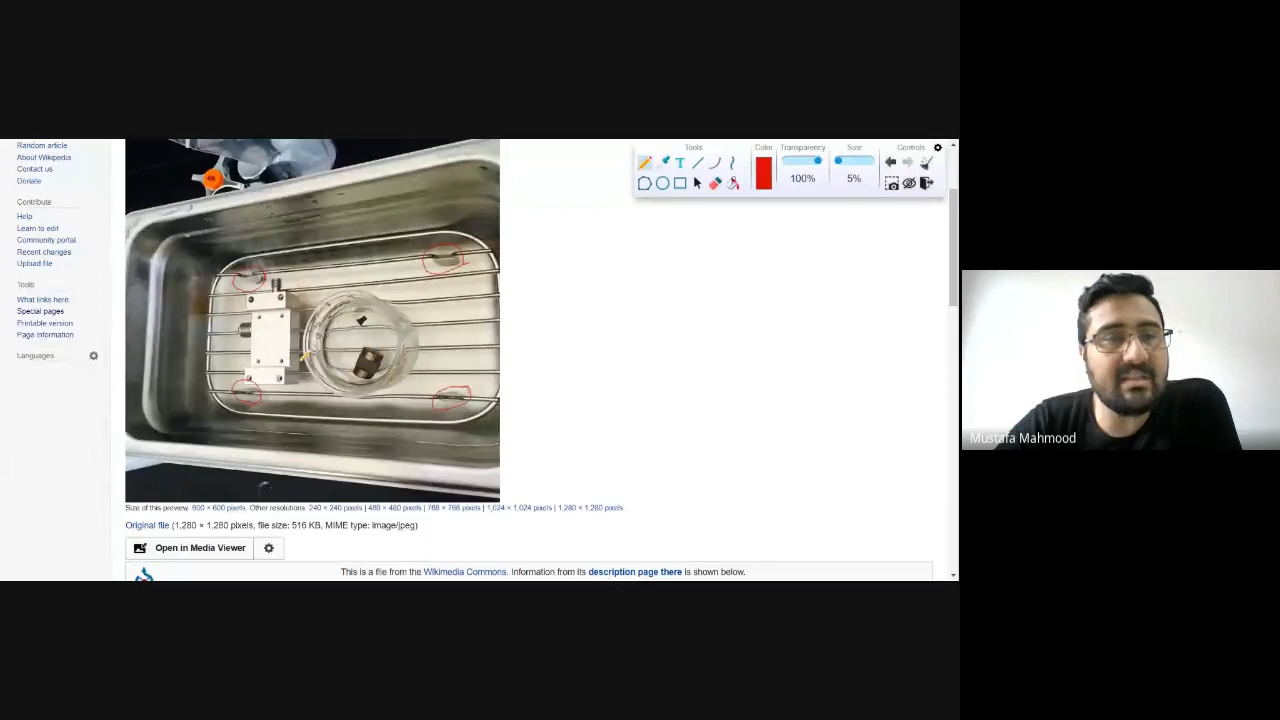 Random article
About Wikipedia
Contact us
Donate
Contribute
Help
Learn to edit
Community portal
Recent changes
Upload file
Tools
What links here
Special pages
Printable version
Page information
Languages
Tools
Color
Transparency
Size
Controls
T
100%
5%
Size of this preview: 600 × 600 pixels. Other resolutions: 240 × 240 pixels | 480 × 480 pixels | 768 × 768 pixels | 1,024 × 1,024 pixels | 1,280 × 1,280 pixels.
Original file (1,280 × 1,280 pixels, file size: 516 KB, MIME type: image/jpeg)
Open in Media Viewer
This is a file from the Wikimedia Commons. Information from its description page there is shown below.
Mustafa Mahmood